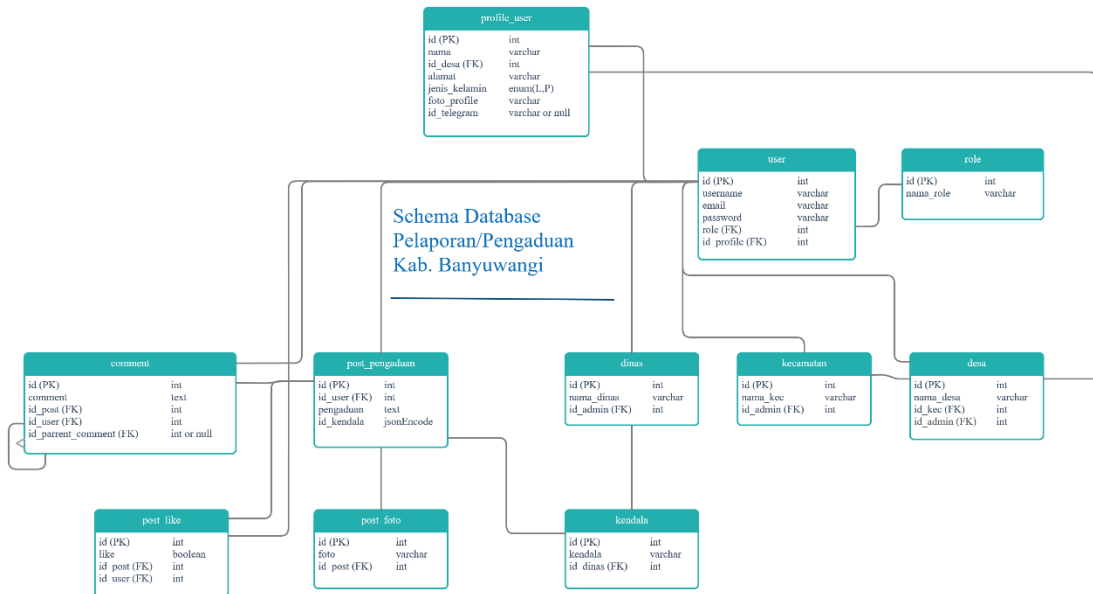 profile_user
id (PK) int
nama varchar
id_desa (FK) int
alamat varchar
jenis_kelamin enum(L,P)
foto_profile varchar
id_telegram varchar or null
user
id (PK) int
username varchar
email varchar
password varchar
role (FK) int
id_profile (FK) int
role
id (PK) int
nama_role varchar
Schema Database
Pelaporan/Pengaduan
Kab. Banyuwangi
comment
id (PK) int
comment text
id_post (FK) int
id_user (FK) int
id_parrent_comment (FK) int or null
post_pengaduan
id (PK) int
id_user (FK) int
pengaduan text
id_kendala jsonEncode
dinas
id (PK) int
nama_dinas varchar
id_admin (FK) int
kecamatan
id (PK) int
nama_kec varchar
id_admin (FK) int
desa
id (PK) int
nama_desa varchar
id_kec (FK) int
id_admin (FK) int
post_like
id (PK) int
like boolean
id_post (FK) int
id_user (FK) int
post_foto
id (PK) int
foto varchar
id_post (FK) int
kendala
id (PK) int
kendala varchar
id_dinas (FK) int